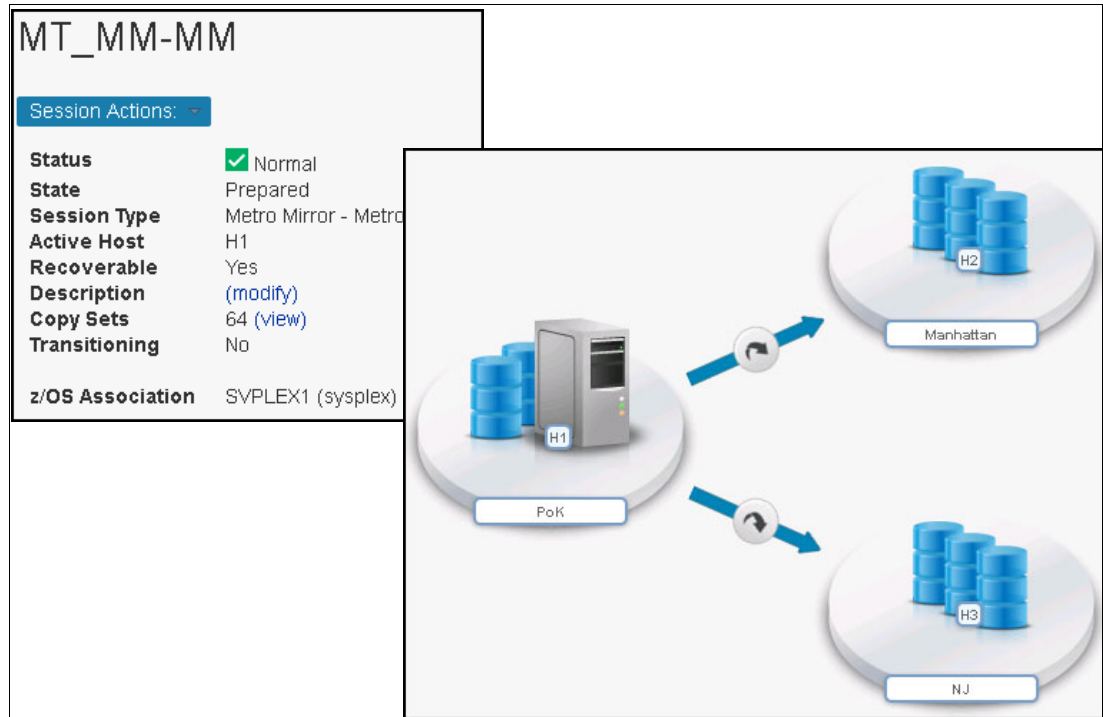 MT_MM-MM
Session Actions:
Status Normal
State Prepared
Session Type Metro Mirror - Metro
Active Host H1
Recoverable Yes
Description (modify)
Copy Sets 64 (view)
Transitioning No
z/OS Association SVPLEX1 (sysplex)
H2
Manhattan
H1
PoK
H3
NJ